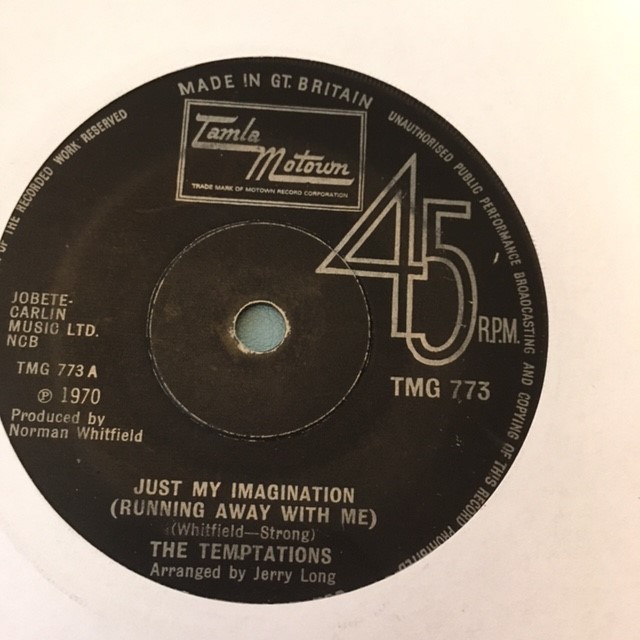 MADE IN GT. BRITAIN
UNAUTHORISED PUBLIC PERFORMANCE BROADCASTING AND COPYING OF THIS RECORD PROHIBITED
OF THE RECORDED WORK RESERVED
Tamla
Motown
TRADE MARK OF MOTOWN RECORD CORPORATION
45
R.P.M.
TMG 773
JOBETE-
CARLIN
MUSIC LTD.
NCB
TMG 773 A
℗ 1970
Produced by
Norman Whitfield
JUST MY IMAGINATION
(RUNNING AWAY WITH ME)
(Whitfield—Strong)
THE TEMPTATIONS
Arranged by Jerry Long